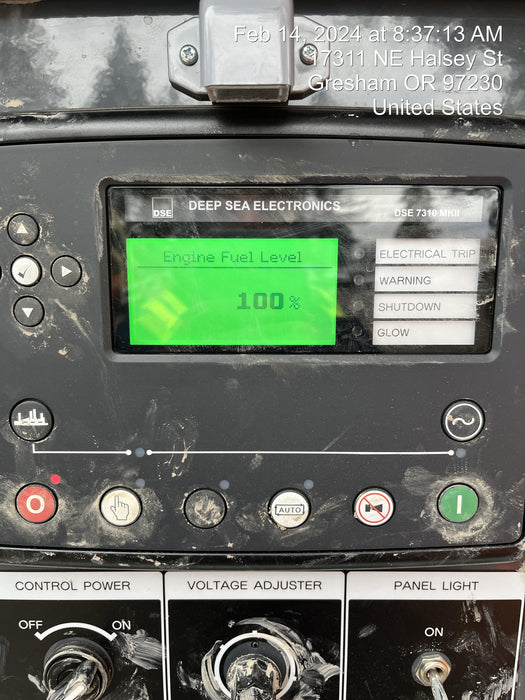 Feb 14, 2024 at 8:37:13 AM
17311 NE Halsey St
Gresham OR 97230
United States
DSE
DEEP SEA ELECTRONICS
DSE 7310 MKII
Engine Fuel Level
100 %
ELECTRICAL TRIP
WARNING
SHUTDOWN
GLOW
O
AUTO
I
CONTROL POWER
OFF
ON
VOLTAGE ADJUSTER
PANEL LIGHT
ON